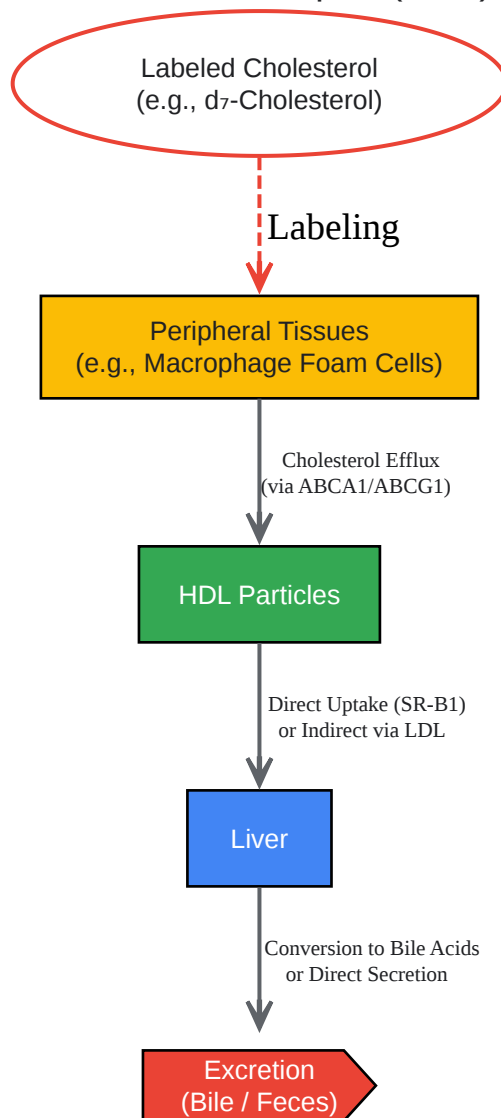 Labeled Cholesterol
(e.g., d₇-Cholesterol)
Labeling
Peripheral Tissues
(e.g., Macrophage Foam Cells)
Cholesterol Efflux
(via ABCA1/ABCG1)
HDL Particles
Direct Uptake (SR-B1)
or Indirect via LDL
Liver
Conversion to Bile Acids
or Direct Secretion
Excretion
(Bile / Feces)